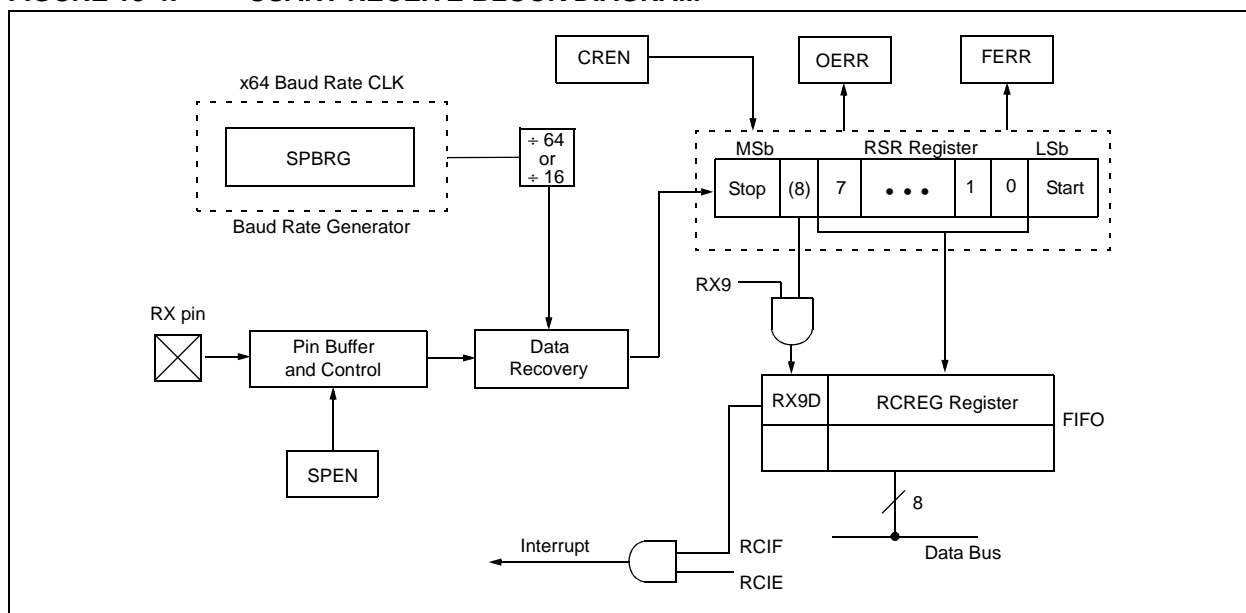 CREN
OERR
FERR
x64 Baud Rate CLK
SPBRG
Baud Rate Generator
÷ 64
or
÷ 16
MSb
RSR Register
LSb
Stop
(8)
7
• • •
1
0
Start
RX9
RX pin
Pin Buffer
and Control
Data
Recovery
SPEN
RX9D
RCREG Register
FIFO
8
Data Bus
Interrupt
RCIF
RCIE